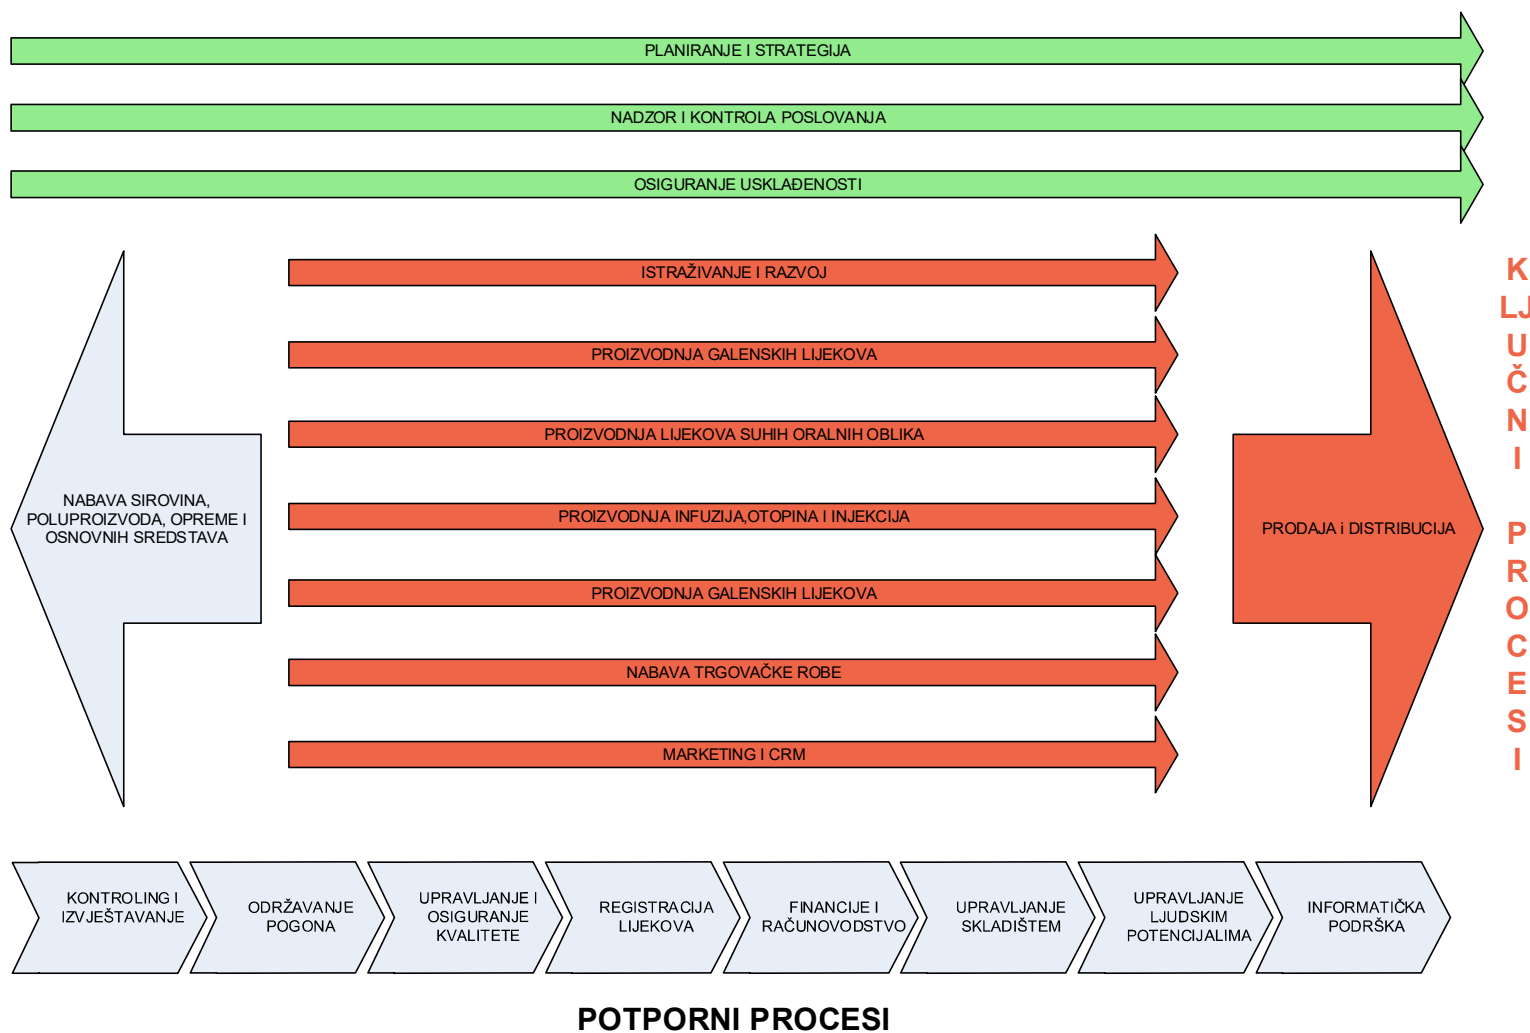 PLANIRANJE I STRATEGIJA
NADZOR I KONTROLA POSLOVANJA
OSIGURANJE USKLAĐENOSTI
ISTRAŽIVANJE I RAZVOJ
PROIZVODNJA GALENSKIH LIJEKOVA
PROIZVODNJA LIJEKOVA SUHIH ORALNIH OBLIKA
PROIZVODNJA INFUZIJA,OTOPINA I INJEKCIJA
PROIZVODNJA GALENSKIH LIJEKOVA
NABAVA TRGOVAČKE ROBE
MARKETING I CRM
NABAVA SIROVINA,
POLUPROIZVODA, OPREME I
OSNOVNIH SREDSTAVA
PRODAJA i DISTRIBUCIJA
K
LJ
U
Č
N
I
P
R
O
C
E
S
I
KONTROLING I
IZVJEŠTAVANJE
ODRŽAVANJE
POGONA
UPRAVLJANJE I
OSIGURANJE
KVALITETE
REGISTRACIJA
LIJEKOVA
FINANCIJE I
RAČUNOVODSTVO
UPRAVLJANJE
SKLADIŠTEM
UPRAVLJANJE
LJUDSKIM
POTENCIJALIMA
INFORMATIČKA
PODRŠKA
POTPORNI PROCESI